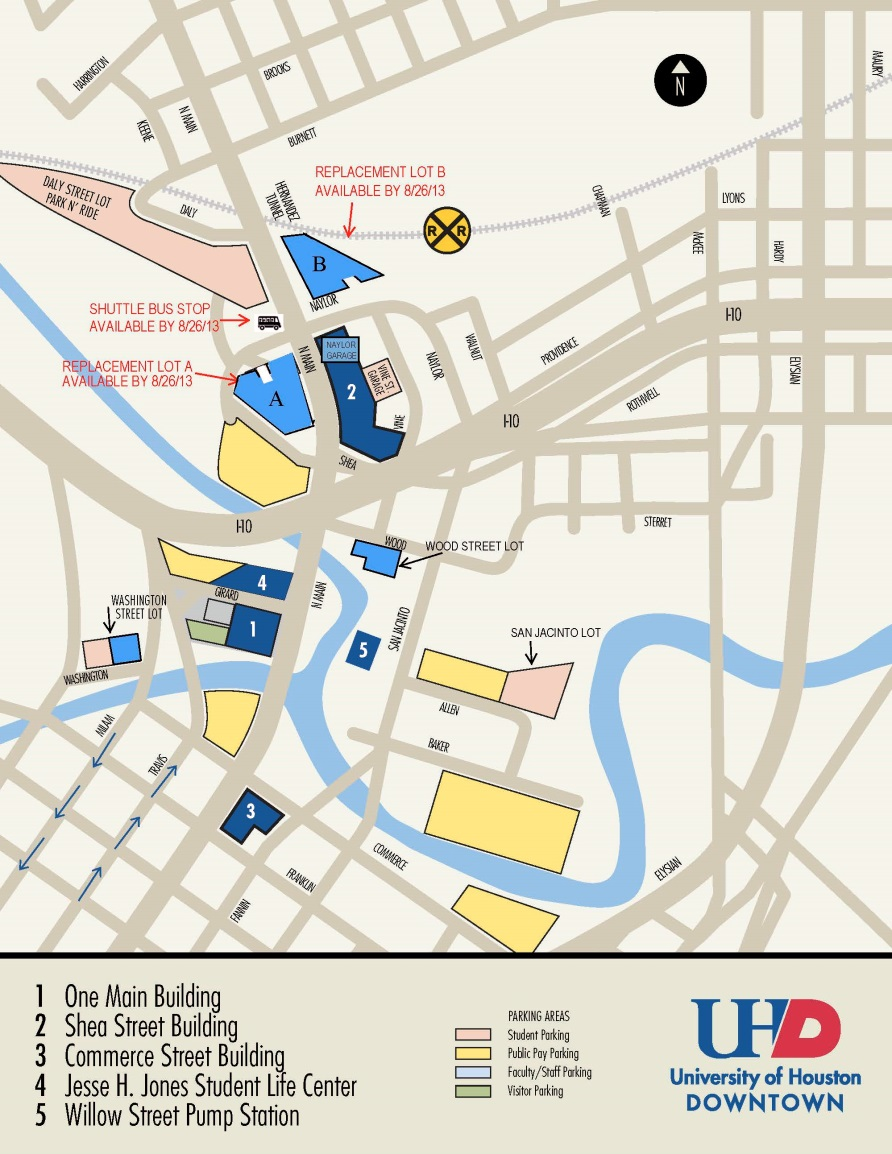 HARRINGTON
BROOKS
N
MAURY
KEENE
N MAIN
BURNETT
REPLACEMENT LOT B
AVAILABLE BY 8/26/13
DALY STREET LOT
PARK N' RIDE
DALY
HERNANDEZ
TUNNEL
CHAPMAN
LYONS
R R
McKEE
HARDY
B
NAYLOR
SHUTTLE BUS STOP
AVAILABLE BY 8/26/13
I-10
NAYLOR
GARAGE
N MAIN
WALNUT
PROVIDENCE
NAYLOR
REPLACEMENT LOT A
AVAILABLE BY 8/26/13
VINE ST.
GARAGE
ELYSIAN
A
2
ROTHWELL
VINE
I-10
SHEA
I-10
STERRET
WOOD
WOOD STREET LOT
4
GIRARD
N MAIN
WASHINGTON
STREET LOT
1
SAN JACINTO
SAN JACINTO LOT
5
WASHINGTON
ALLEN
MILAM
BAKER
TRAVIS
3
COMMERCE
ELYSIAN
FRANKLIN
FANNIN
1 One Main Building
2 Shea Street Building
3 Commerce Street Building
4 Jesse H. Jones Student Life Center
5 Willow Street Pump Station
PARKING AREAS
Student Parking
Public Pay Parking
Faculty/Staff Parking
Visitor Parking
UHD
University of Houston
DOWNTOWN